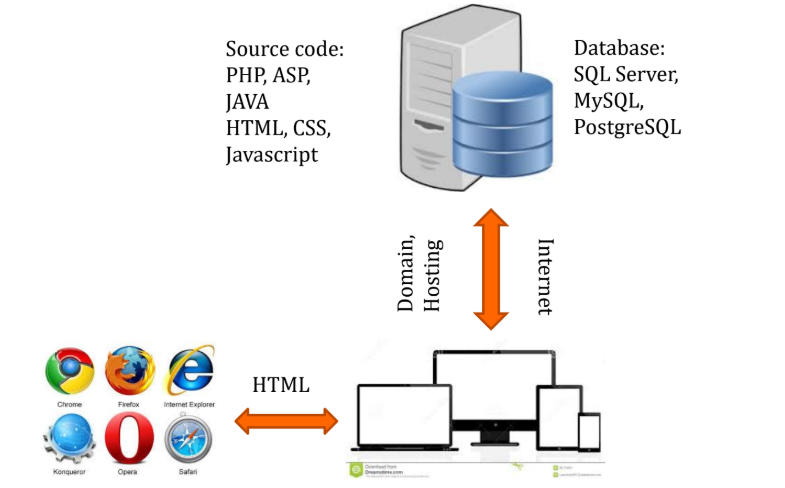 Source code:
PHP, ASP,
JAVA
HTML, CSS,
Javascript
Database:
SQL Server,
MySQL,
PostgreSQL
Domain,
Hosting
Internet
Chrome
Firefox
Internet Explorer
Konqueror
Opera
Safari
HTML
Download from
Dreamstime.com